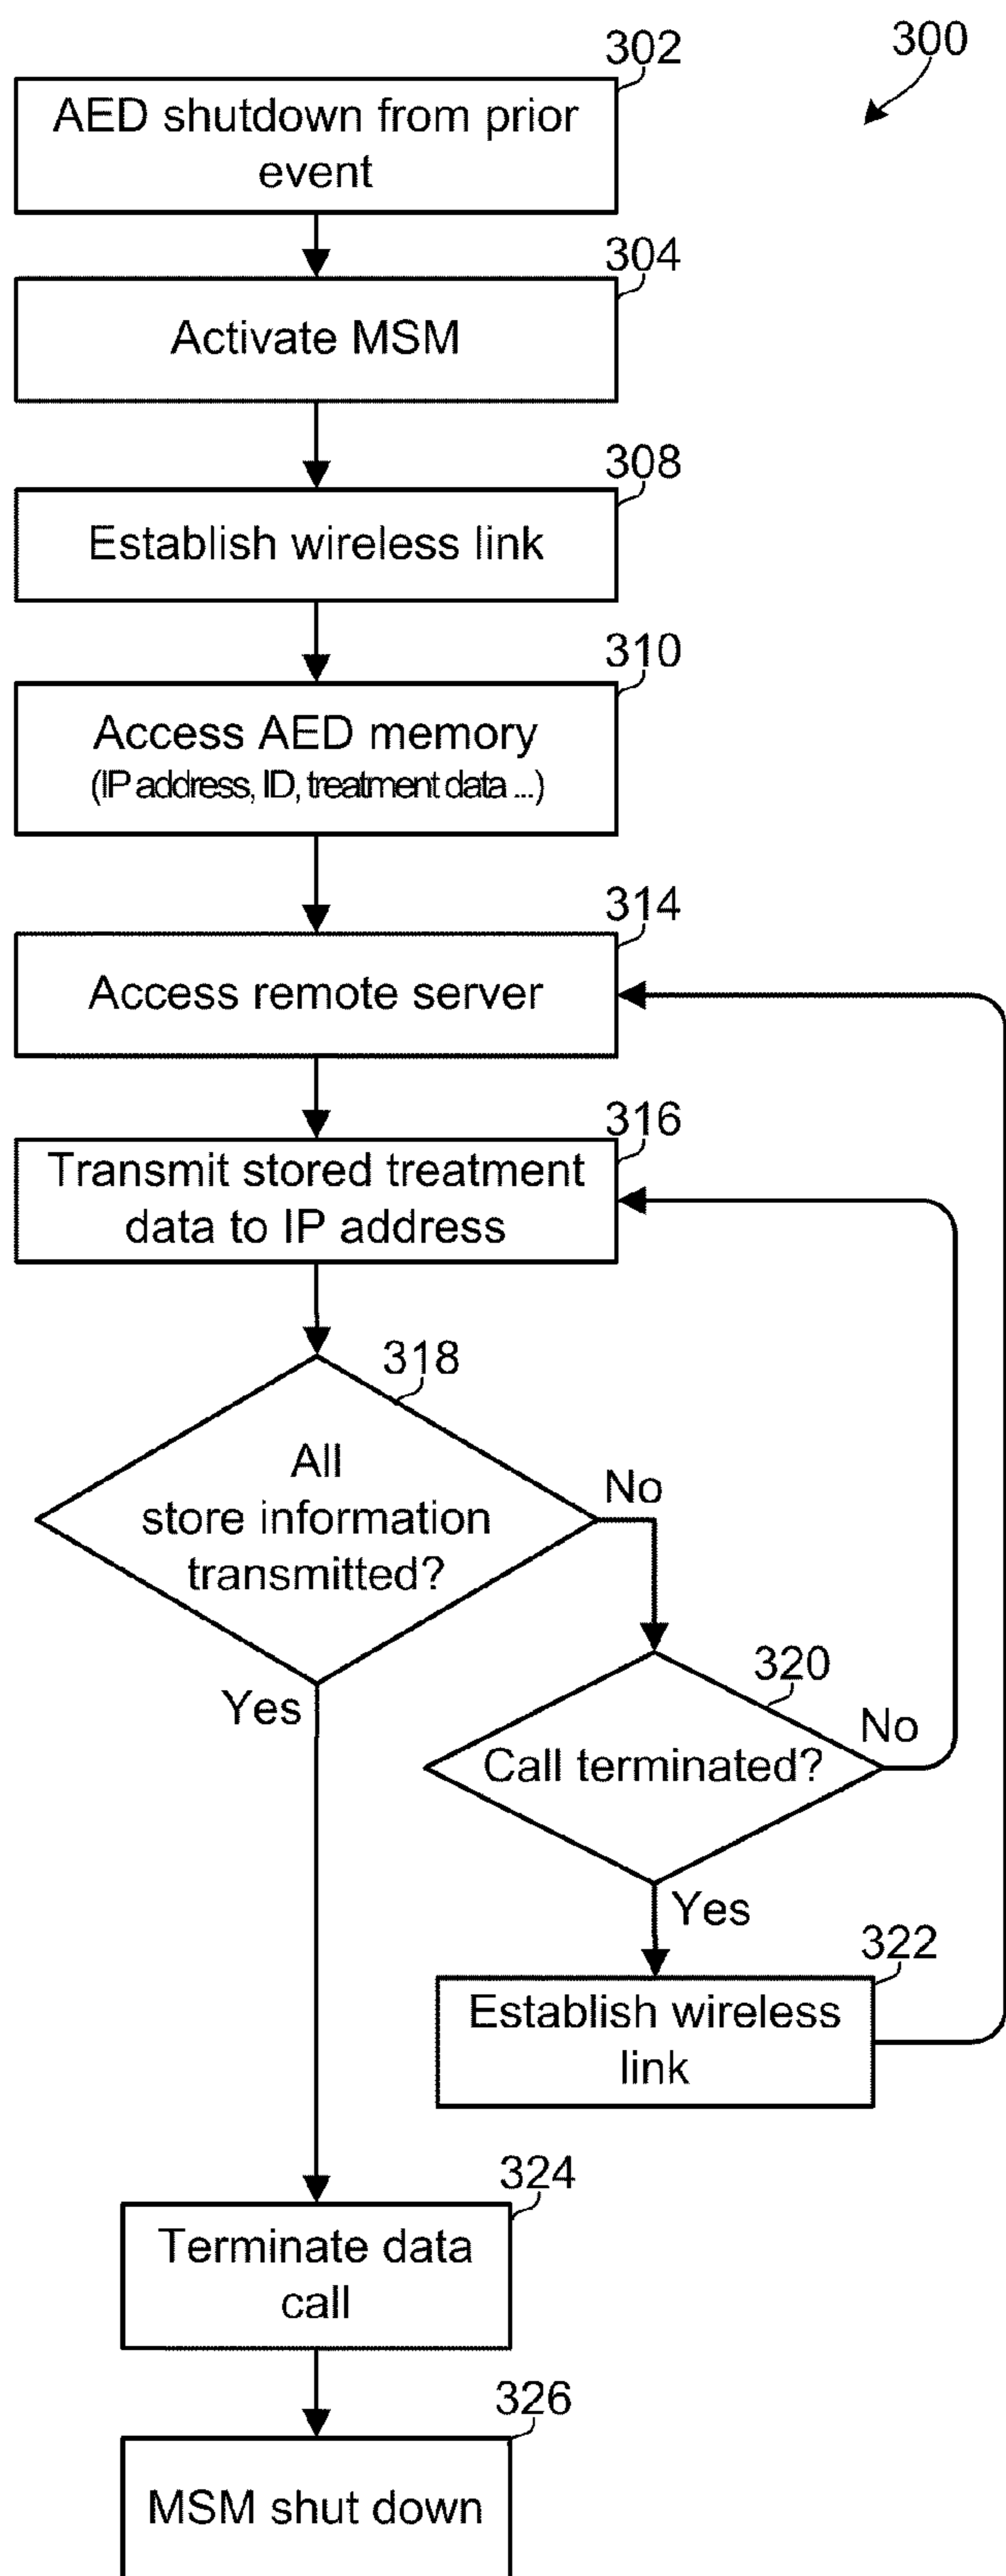 300
302
AED shutdown from prior
event
304
Activate MSM
308
Establish wireless link
310
Access AED memory
(IP address, ID, treatment data ...)
314
Access remote server
316
Transmit stored treatment
data to IP address
318
All
store information
transmitted?
No
Yes
320
Call terminated?
No
Yes
322
Establish wireless
link
324
Terminate data
call
326
MSM shut down